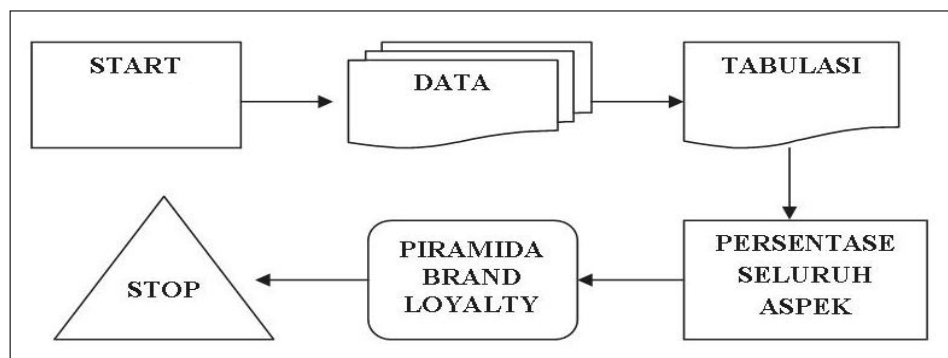 START
DATA
TABULASI
PERSENTASE
SELURUH
ASPEK
PIRAMIDA
BRAND
LOYALTY
STOP